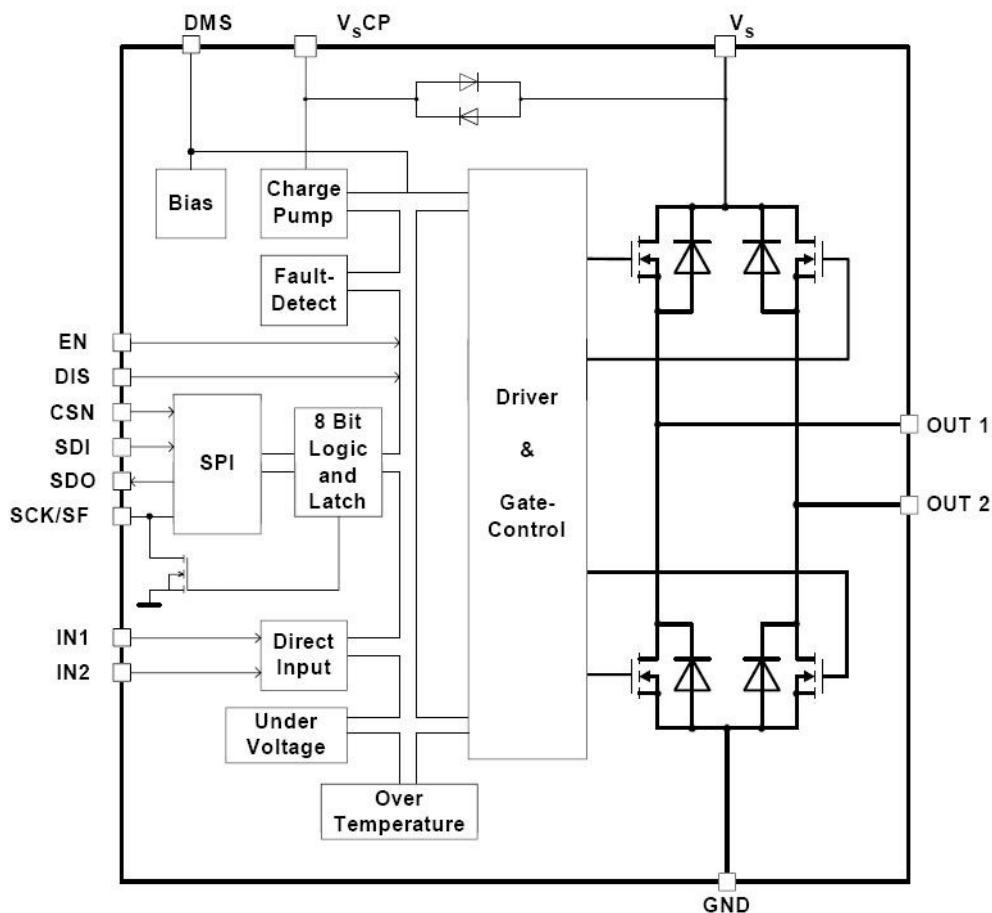 DMS
VsCP
Vs
Bias
Charge
Pump
Fault-
Detect
EN
DIS
CSN
SDI
SDO
SCK/SF
SPI
8 Bit
Logic
and
Latch
Driver
&
Gate-
Control
OUT 1
OUT 2
IN1
IN2
Direct
Input
Under
Voltage
Over
Temperature
GND